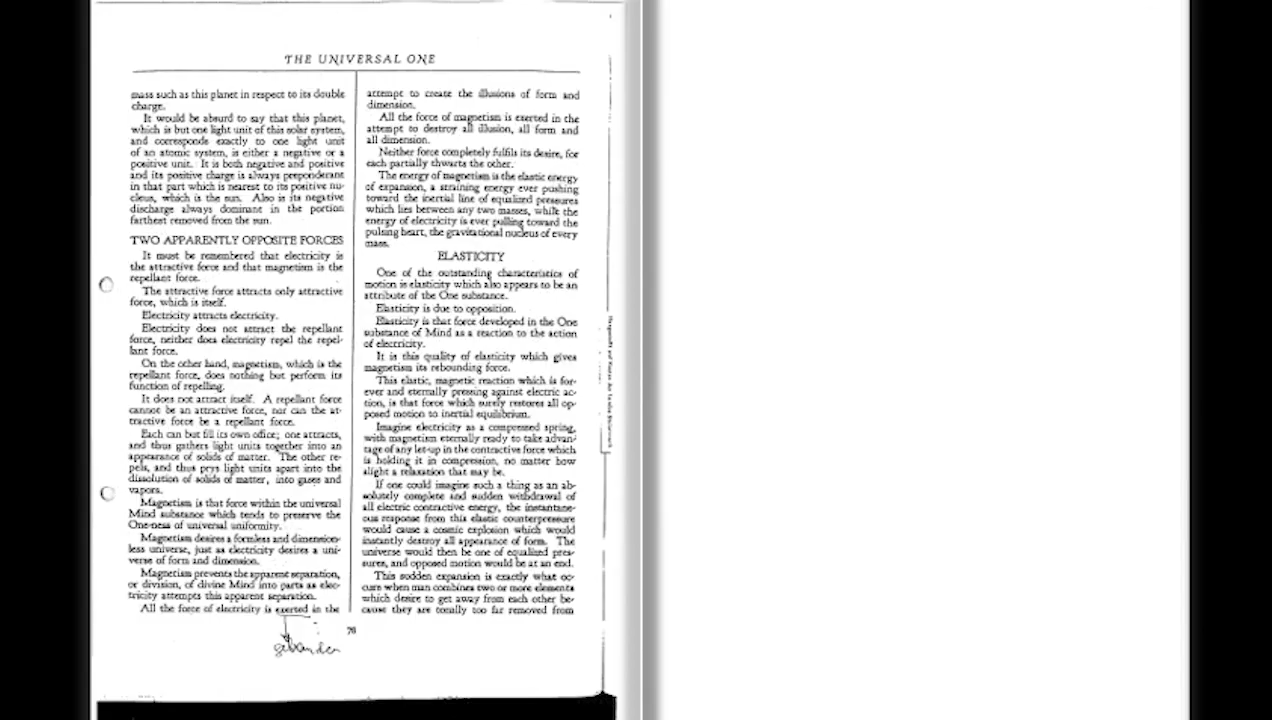 THE UNIVERSAL ONE
mass such as this planet in respect to its double
charge.
It would be absurd to say that this planet,
which is but one light unit of this solar system,
and corresponds exactly to one light unit
of an atomic system, is either a negative or a
positive unit. It is both negative and positive
and its positive charge is always preponderant
in that part which is nearest to its positive nu-
cleus, which is the sun. Also is its negative
discharge always dominant in the portion
farthest removed from the sun.
TWO APPARENTLY OPPOSITE FORCES
It must be remembered that electricity is
the attractive force and that magnetism is the
repellant force.
The attractive force attracts only attractive
force, which is itself.
Electricity attracts electricity.
Electricity does not attract the repellant
force, neither does electricity repel the repel-
lant force.
On the other hand, magnetism, which is the
repellant force, does nothing but perform its
function of repelling.
It does not attract itself. A repellant force
cannot be an attractive force, nor can the at-
tractive force be a repellant force.
Each can but fill its own office; one attracts,
and thus gathers light units together into an
appearance of solids of matter. The other re-
pels, and thus prys light units apart into the
dissolution of solids of matter, into gases and
vapors.
Magnetism is that force within the universal
Mind substance which tends to preserve the
One-ness of universal uniformity.
Magnetism desires a formless and dimension-
less universe, just as electricity desires a uni-
verse of form and dimension.
Magnetism prevents the apparent separation,
or division, of divine Mind into parts as elec-
tricity attempts this apparent separation.
All the force of electricity is exerted in the
attempt to create the illusions of form and
dimension.
All the force of magnetism is exerted in the
attempt to destroy all illusion, all form and
all dimension.
Neither force completely fulfils its desire, for
each partially thwarts the other.
The energy of magnetism is the elastic energy
of expansion, a straining energy ever pushing
toward the inertial line of equalized pressures
which lies between any two masses, while the
energy of electricity is ever pulling toward the
pulsing heart, the gravitational nucleus of every
mass.
ELASTICITY
One of the outstanding characteristics of
motion is elasticity which also appears to be an
attribute of the One substance.
Elasticity is due to opposition.
Elasticity is that force developed in the One
substance of Mind as a reaction to the action
of electricity.
It is this quality of elasticity which gives
magnetism its rebounding force.
This elastic, magnetic reaction which is for-
ever and eternally pressing against electric ac-
tion, is that force which surely restores all op-
posed motion to inertial equilibrium.
Imagine electricity as a compressed spring,
with magnetism eternally ready to take advan-
tage of any let-up in the contractive force which
is holding it in compression, no matter how
slight a relaxation that may be.
If one could imagine such a thing as an ab-
solutely complete and sudden withdrawal of
all electric contractive energy, the instantane-
ous response from this elastic counterpressure
would cause a cosmic explosion which would
instantly destroy all appearance of form. The
universe would then be one of equalized pres-
sures, and opposed motion would be at an end.
This sudden expansion is exactly what oc-
curs when man combines two or more elements
which desire to get away from each other be-
cause they are tonally too far removed from